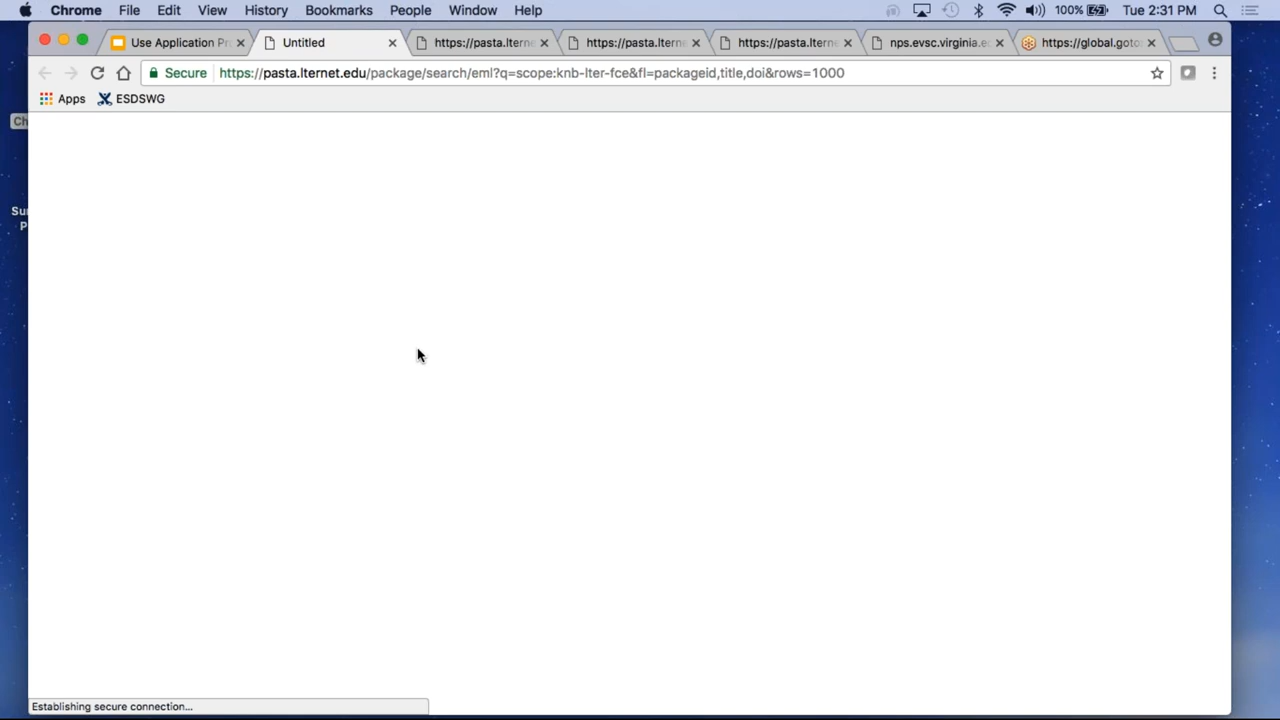 Chrome File Edit View History Bookmarks People Window Help 100% Tue 2:31 PM
Use Application Pr Untitled https://pasta.lterne https://pasta.lterne https://pasta.lterne nps.evsc.virginia.e https://global.goto
Secure https://pasta.lternet.edu/package/search/eml?q=scope:knb-lter-fce&fl=packageid,title,doi&rows=1000
Apps ESDSWG
Ch
Sur
P
Establishing secure connection...